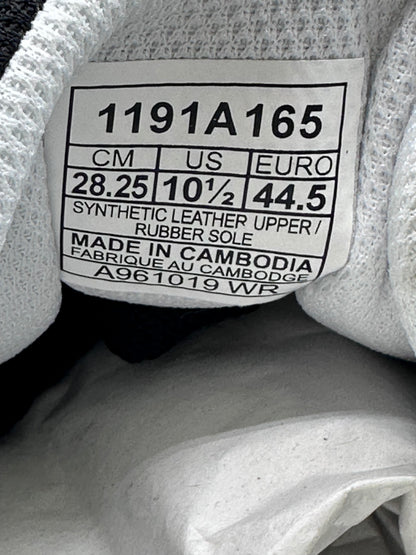 1191A165
CM US EURO
28.25 10½ 44.5
SYNTHETIC LEATHER UPPER /
RUBBER SOLE
MADE IN CAMBODIA
FABRIQUE AU CAMBODGE
A961019 WR